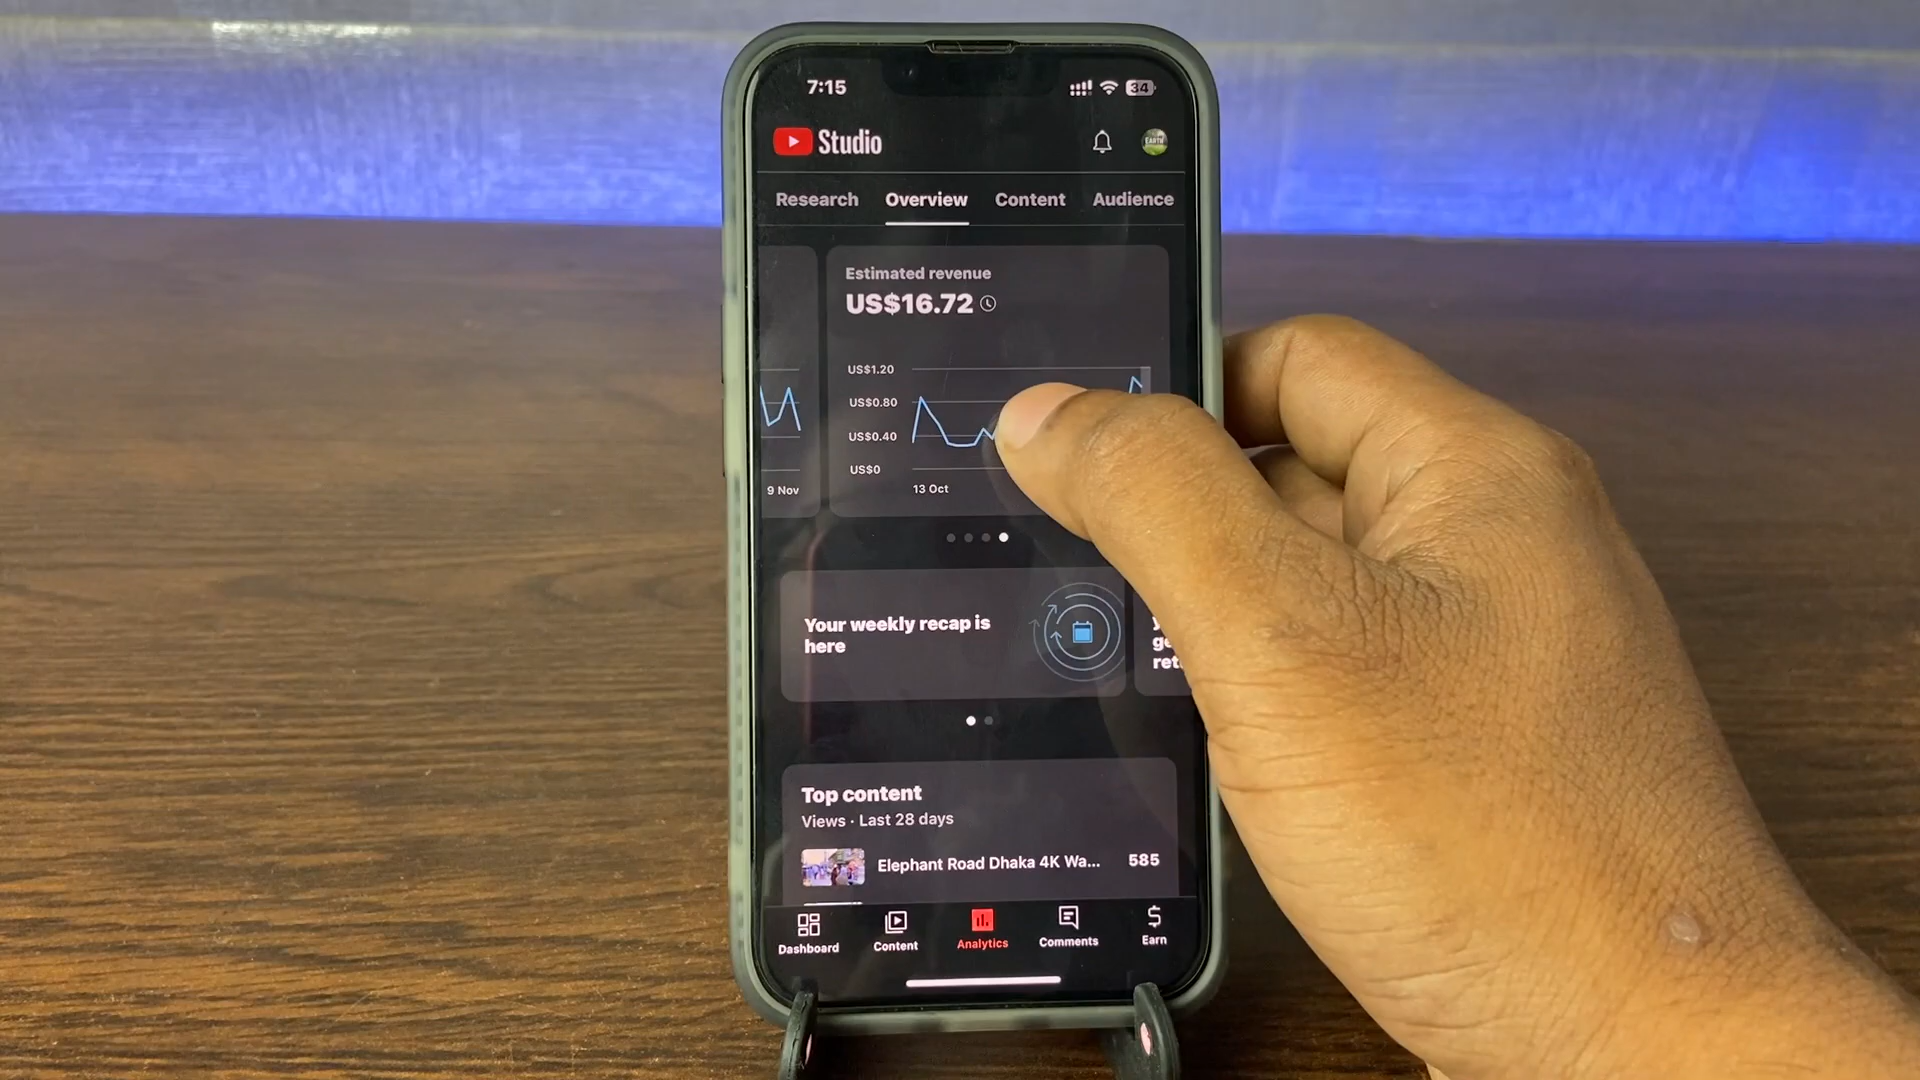 7:15
34
Studio
EARTH
Research Overview Content Audience
Estimated revenue
US$16.72
US$1.20
US$0.80
US$0.40
US$0
9 Nov
13 Oct
Your weekly recap is
here
Top content
Views · Last 28 days
Elephant Road Dhaka 4K Wa... 585
Dashboard Content Analytics Comments Earn